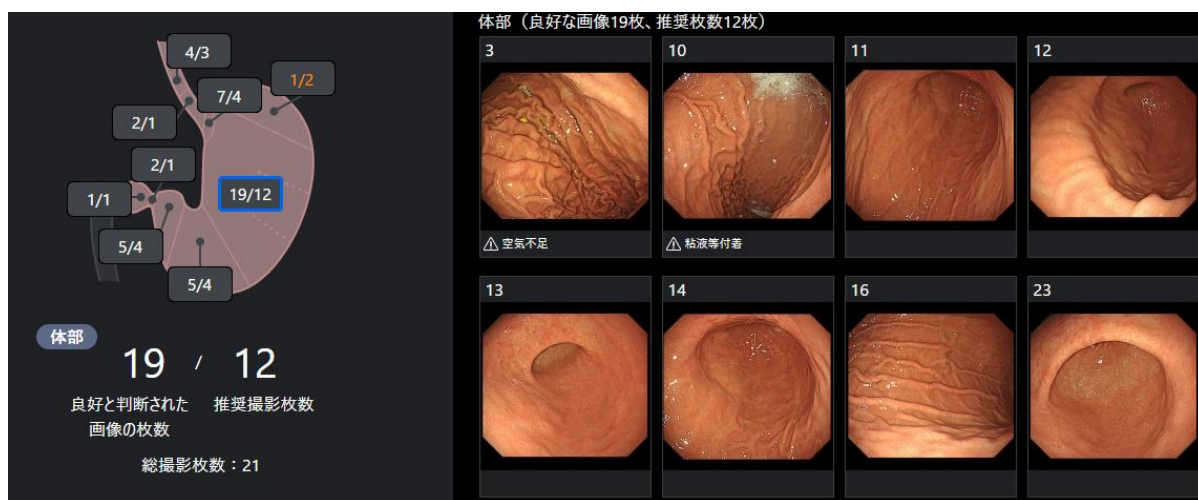 4/3
1/2
7/4
2/1
2/1
1/1
19/12
5/4
5/4
体部
19 / 12
良好と判断された
画像の枚数
推奨撮影枚数
総撮影枚数：21
体部（良好な画像19枚、推奨枚数12枚）
3
10
11
12
空気不足
粘液等付着
13
14
16
23